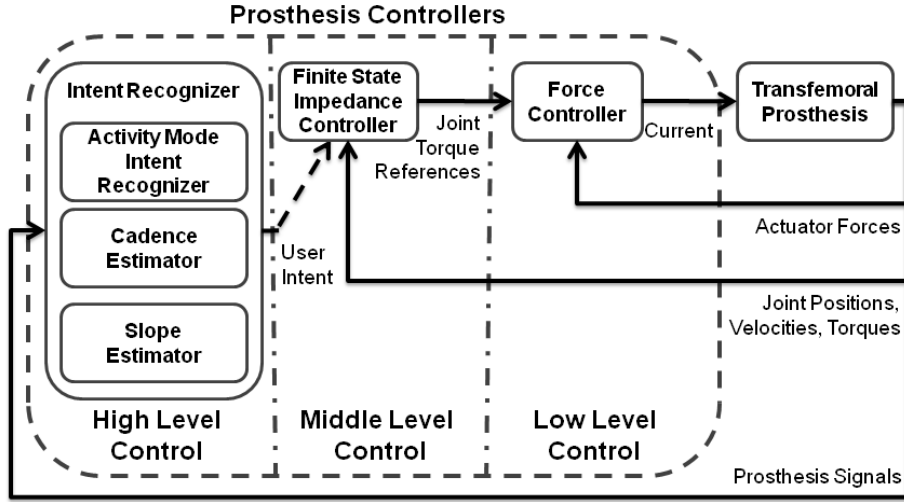 Prosthesis Controllers
Intent Recognizer
Activity Mode
Intent
Recognizer
Cadence
Estimator
Slope
Estimator
High Level
Control
Finite State
Impedance
Controller
User
Intent
Joint
Torque
References
Middle Level
Control
Force
Controller
Current
Low Level
Control
Transfemoral
Prosthesis
Actuator Forces
Joint Positions,
Velocities, Torques
Prosthesis Signals